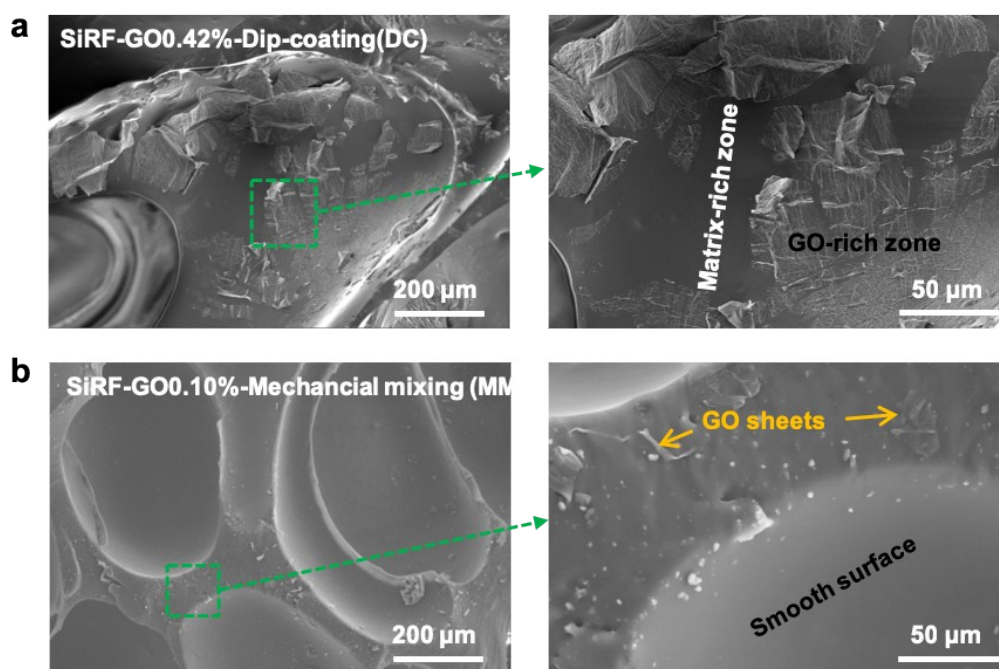 a
SiRF-GO0.42%-Dip-coating(DC)
200 μm
Matrix-rich zone
GO-rich zone
50 μm
b
SiRF-GO0.10%-Mechancial mixing (MM
200 μm
GO sheets
Smooth surface
50 μm